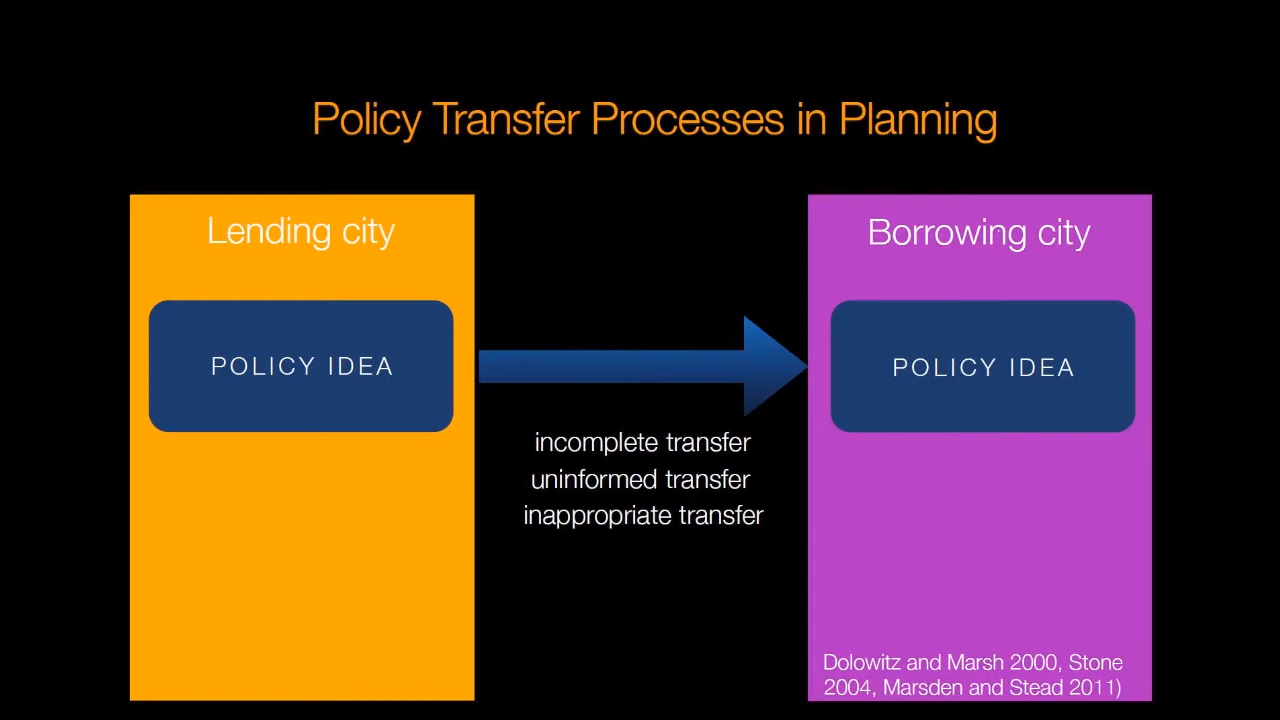 Policy Transfer Processes in Planning
Lending city
POLICY IDEA
incomplete transfer
uninformed transfer
inappropriate transfer
Borrowing city
POLICY IDEA
Dolowitz and Marsh 2000, Stone
2004, Marsden and Stead 2011)